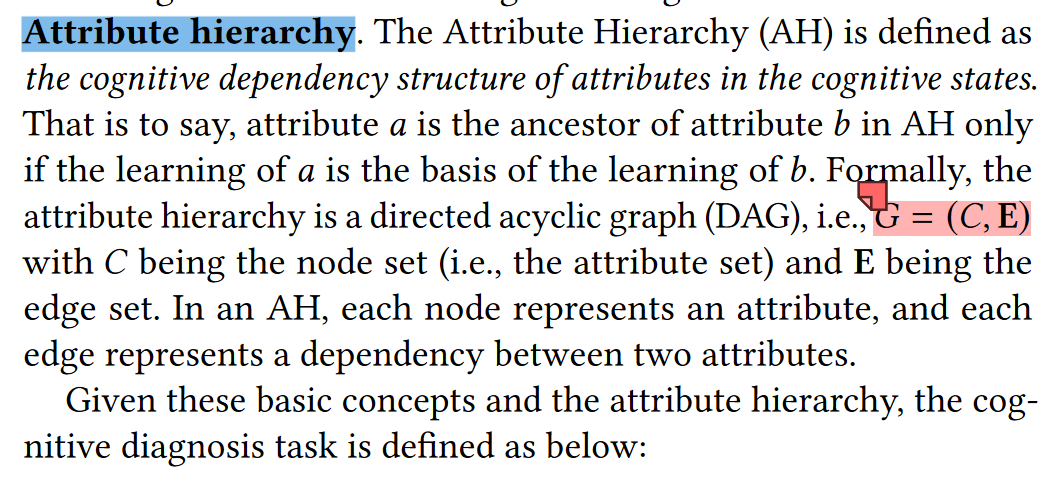 Attribute hierarchy. The Attribute Hierarchy (AH) is defined as
the cognitive dependency structure of attributes in the cognitive states.
That is to say, attribute a is the ancestor of attribute b in AH only
if the learning of a is the basis of the learning of b. Formally, the
attribute hierarchy is a directed acyclic graph (DAG), i.e., G = (C, E)
with C being the node set (i.e., the attribute set) and E being the
edge set. In an AH, each node represents an attribute, and each
edge represents a dependency between two attributes.
Given these basic concepts and the attribute hierarchy, the cog-
nitive diagnosis task is defined as below: